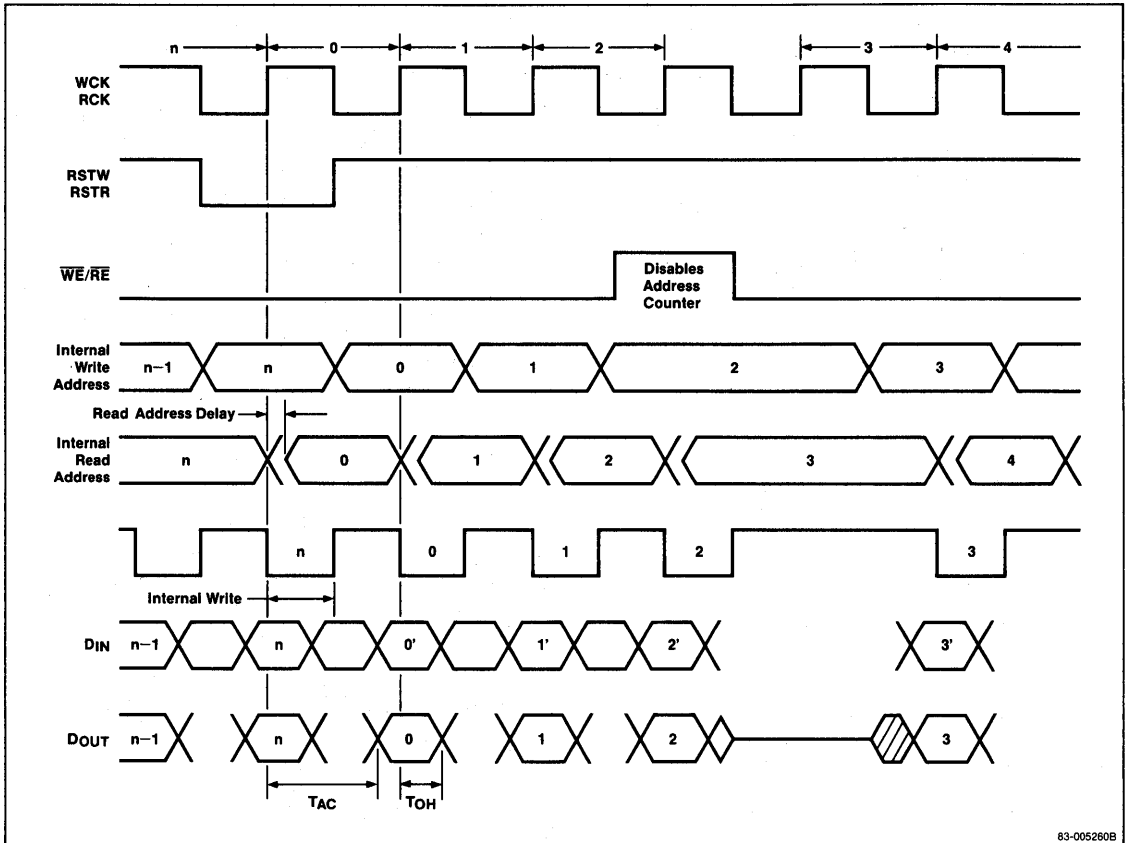 n 0 1 2 3 4
WCK
RCK
RSTW
RSTR
WE/RE
Disables
Address
Counter
Internal
Write
Address
n−1 n 0 1 2 3
Read Address Delay
Internal
Read
Address
n 0 1 2 3 4
n 0 1 2 3
Internal Write
DIN n−1 n 0' 1' 2' 3'
DOUT n−1 n 0 1 2 3
TAC TOH
83-005260B